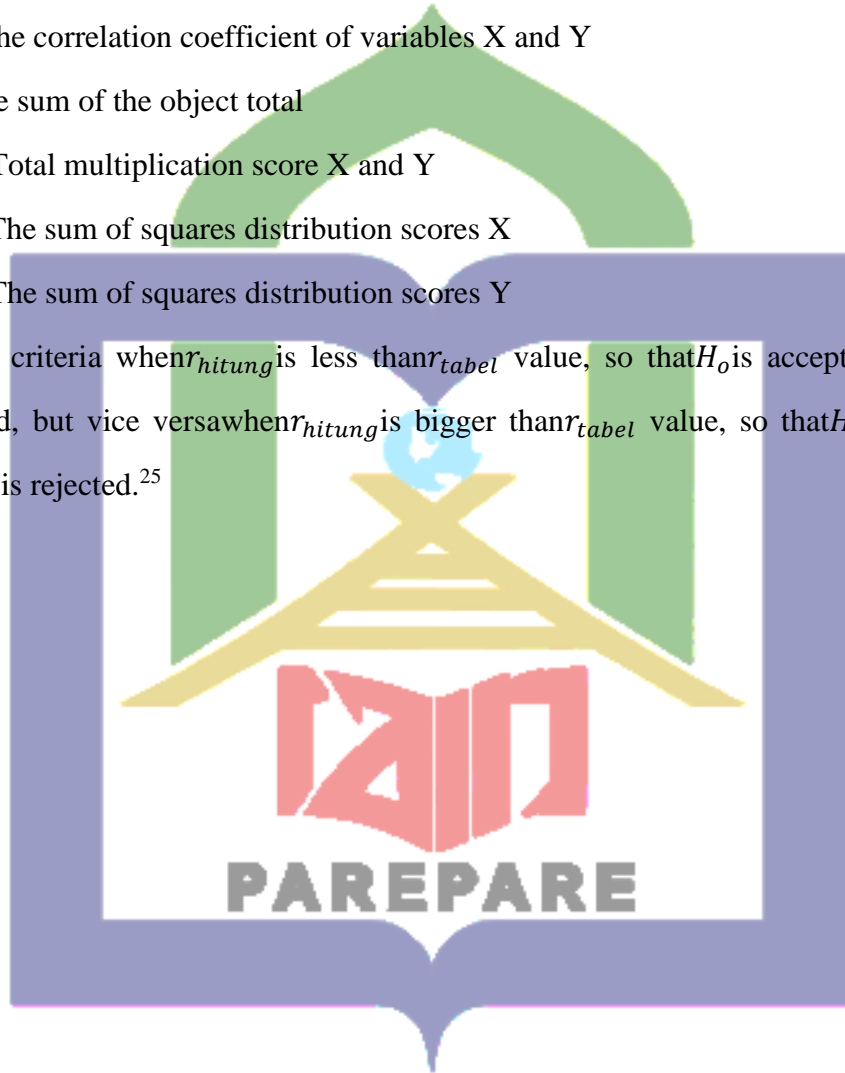 he correlation coefficient of variables X and Y
e sum of the object total
Total multiplication score X and Y
The sum of squares distribution scores X
The sum of squares distribution scores Y
criteria whenr_{hitung}is less thanr_{tabel} value, so thatH_ois accept
d, but vice versawhenr_{hitung}is bigger thanr_{tabel} value, so thatH
is rejected.²⁵
iain
PAREPARE